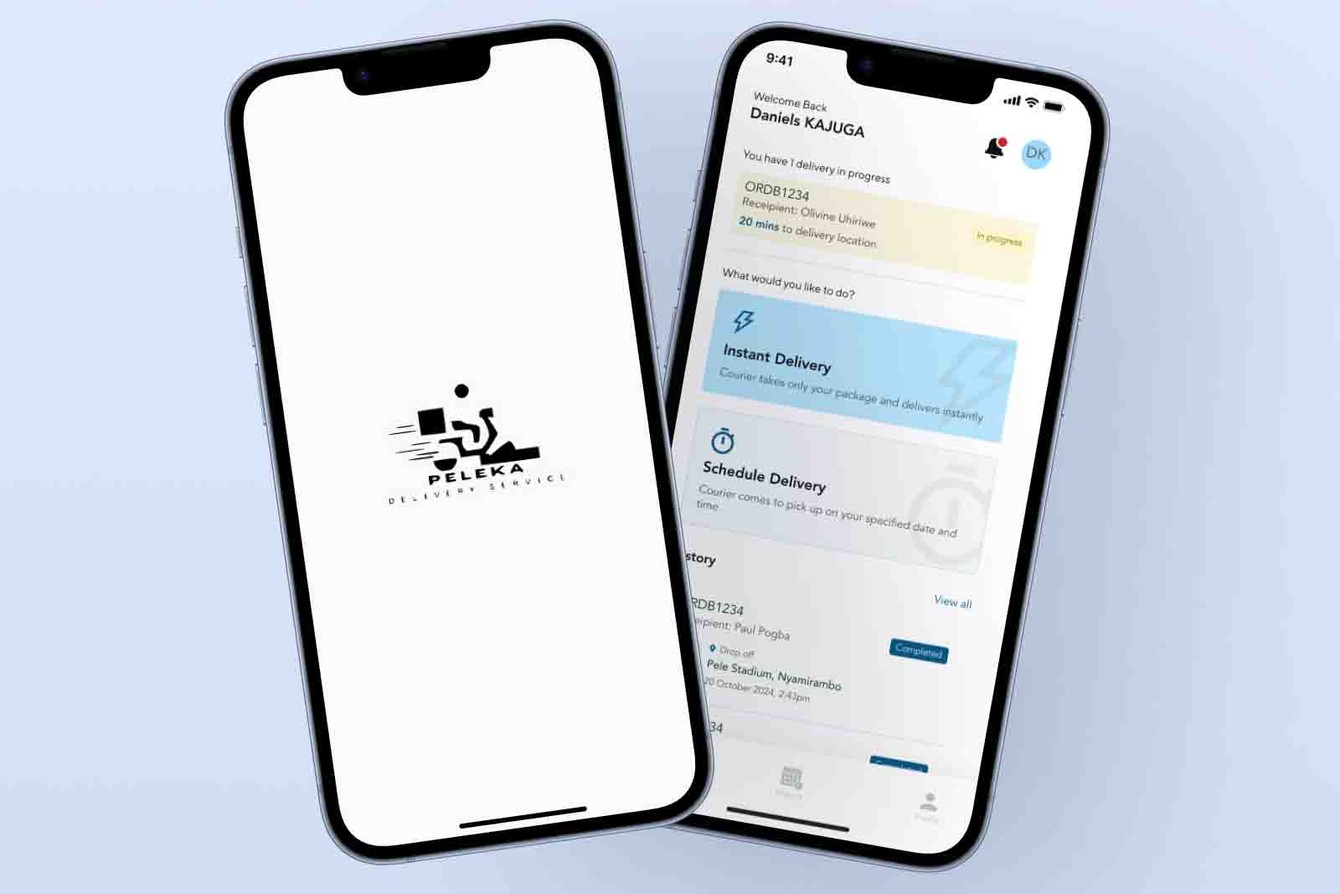 PELEKA
DELIVERY SERVICE
9:41
Welcome Back
Daniels KAJUGA
DK
You have 1 delivery in progress
ORDB1234
Receipient: Olivine Uhiriwe
20 mins to delivery location
In progress
What would you like to do?
Instant Delivery
Courier takes only your package and delivers instantly
Schedule Delivery
Courier comes to pick up on your specified date and
time
story
View all
RDB1234
eipient: Paul Pogba
Completed
Drop off
Pele Stadium, Nyamirambo
20 October 2024, 2:43pm
34
Profile